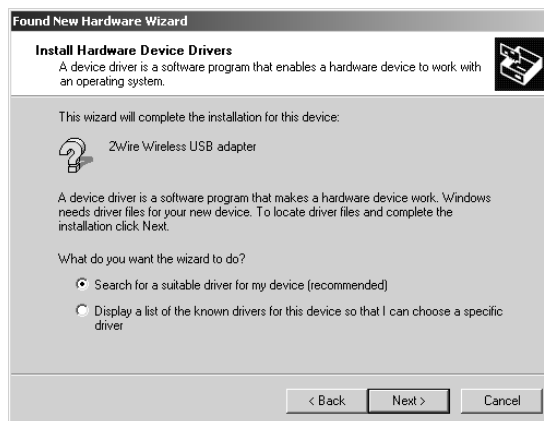 Found New Hardware Wizard
Install Hardware Device Drivers
A device driver is a software program that enables a hardware device to work with
an operating system.
This wizard will complete the installation for this device:
2Wire Wireless USB adapter
A device driver is a software program that makes a hardware device work. Windows
needs driver files for your new device. To locate driver files and complete the
installation click Next.
What do you want the wizard to do?
Search for a suitable driver for my device (recommended)
Display a list of the known drivers for this device so that I can choose a specific
driver
< Back
Next >
Cancel